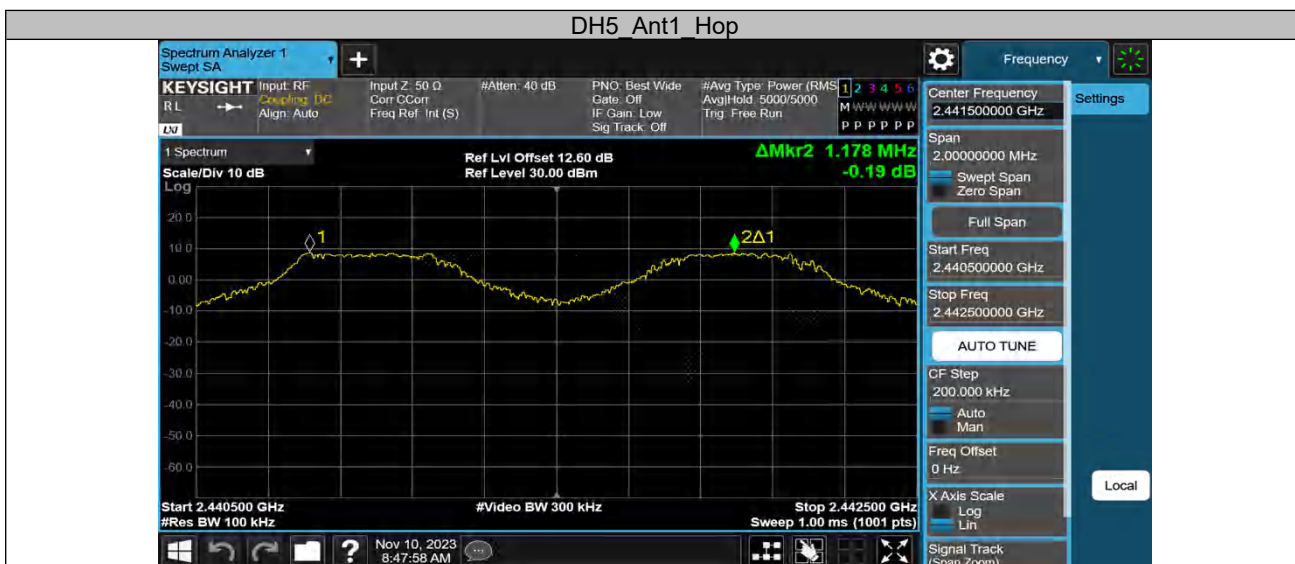 DH5_Ant1_Hop
Spectrum Analyzer 1
Swept SA
+
Frequency
KEYSIGHT
RL
LXI
Input: RF
Coupling: DC
Align: Auto
Input Z: 50 Ω
Corr CCorr
Freq Ref: Int (S)
#Atten: 40 dB
PNO: Best Wide
Gate: Off
IF Gain: Low
Sig Track: Off
#Avg Type: Power (RMS
Avg|Hold: 5000/5000
Trig: Free Run
1 2 3 4 5 6
M W W W W W
P P P P P P
1 Spectrum
Scale/Div 10 dB
Ref Lvl Offset 12.60 dB
Ref Level 30.00 dBm
ΔMkr2 1.178 MHz
-0.19 dB
Log
20.0
10.0
0.00
-10.0
-20.0
-30.0
-40.0
-50.0
-60.0
1
2Δ1
Start 2.440500 GHz
#Res BW 100 kHz
#Video BW 300 kHz
Stop 2.442500 GHz
Sweep 1.00 ms (1001 pts)
Center Frequency
2.441500000 GHz
Settings
Span
2.00000000 MHz
Swept Span
Zero Span
Full Span
Start Freq
2.440500000 GHz
Stop Freq
2.442500000 GHz
AUTO TUNE
CF Step
200.000 kHz
Auto
Man
Freq Offset
0 Hz
X Axis Scale
Log
Lin
Local
Signal Track
(Span Zoom)
?
Nov 10, 2023
8:47:58 AM